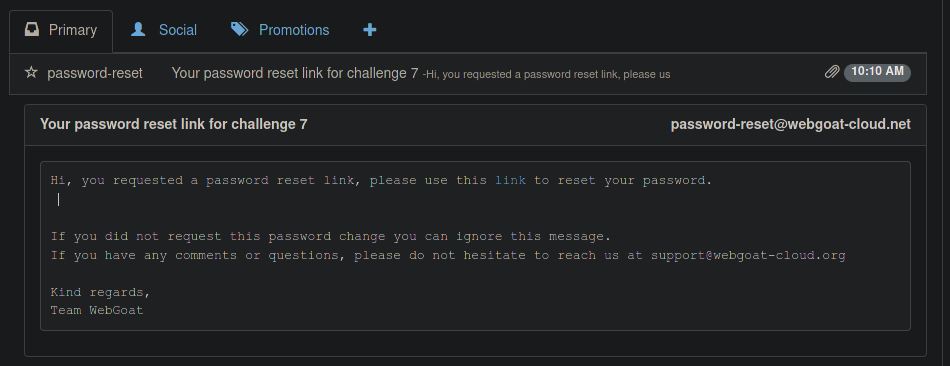 Primary Social Promotions
password-reset Your password reset link for challenge 7 -Hi, you requested a password reset link, please us 10:10 AM
Your password reset link for challenge 7 password-reset@webgoat-cloud.net
Hi, you requested a password reset link, please use this link to reset your password.
If you did not request this password change you can ignore this message.
If you have any comments or questions, please do not hesitate to reach us at support@webgoat-cloud.org
Kind regards,
Team WebGoat